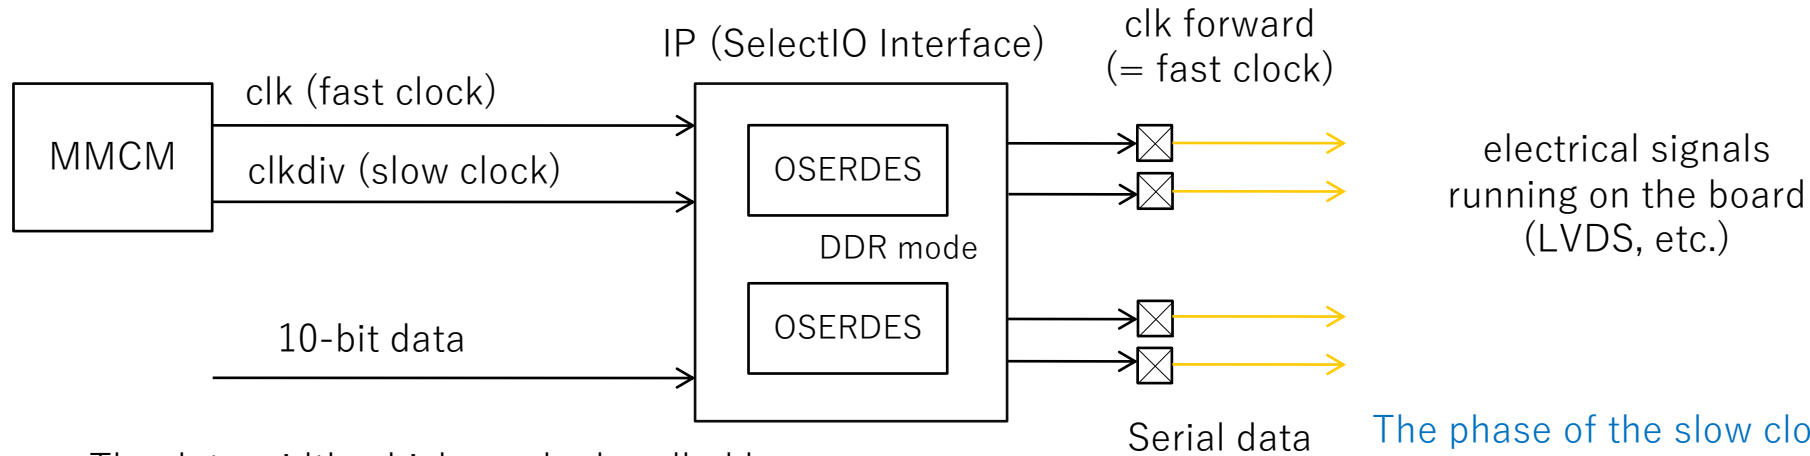 clk forward
(= fast clock)
IP (SelectIO Interface)
clk (fast clock)
MMCM
clkdiv (slow clock)
OSERDES
DDR mode
OSERDES
10-bit data
electrical signals
running on the board
(LVDS, etc.)
Serial data
The phase of the slow clo